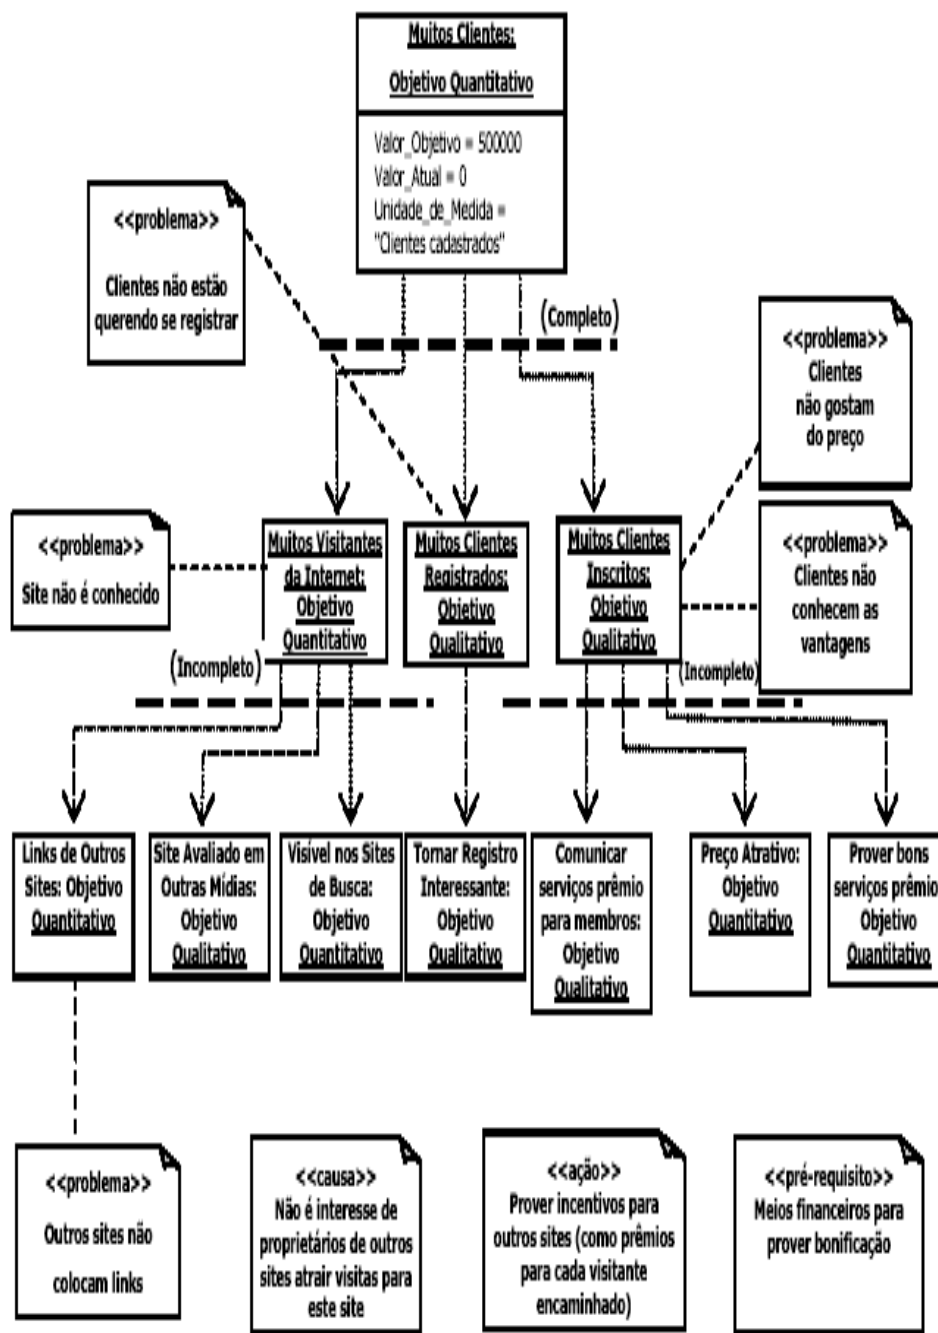 Muitos Clientes:
Objetivo Quantitativo
Valor_Objetivo = 500000
Valor_Atual = 0
Unidade_de_Medida =
"Clientes cadastrados"
<<problema>>
Clientes não estão
querendo se registrar
(Completo)
<<problema>>
Clientes
não gostam
do preço
<<problema>>
Site não é conhecido
Muitos Visitantes
da Internet:
Objetivo
Quantitativo
Muitos Clientes
Registrados:
Objetivo
Qualitativo
Muitos Clientes
Inscritos:
Objetivo
Qualitativo
<<problema>>
Clientes não
conhecem as
vantagens
(Incompleto)
(Incompleto)
Links de Outros
Sites: Objetivo
Quantitativo
Site Avaliado em
Outras Mídias:
Objetivo
Qualitativo
Visível nos Sites
de Busca:
Objetivo
Quantitativo
Tornar Registro
Interessante:
Objetivo
Qualitativo
Comunicar
serviços prêmio
para membros:
Objetivo
Qualitativo
Preço Atrativo:
Objetivo
Quantitativo
Prover bons
serviços prêmio
Objetivo
Quantitativo
<<problema>>
Outros sites não
colocam links
<<causa>>
Não é interesse de
proprietários de outros
sites atrair visitas para
este site
<<ação>>
Prover incentivos para
outros sites (como prêmios
para cada visitante
encaminhado)
<<pré-requisito>>
Meios financeiros para
prover bonificação